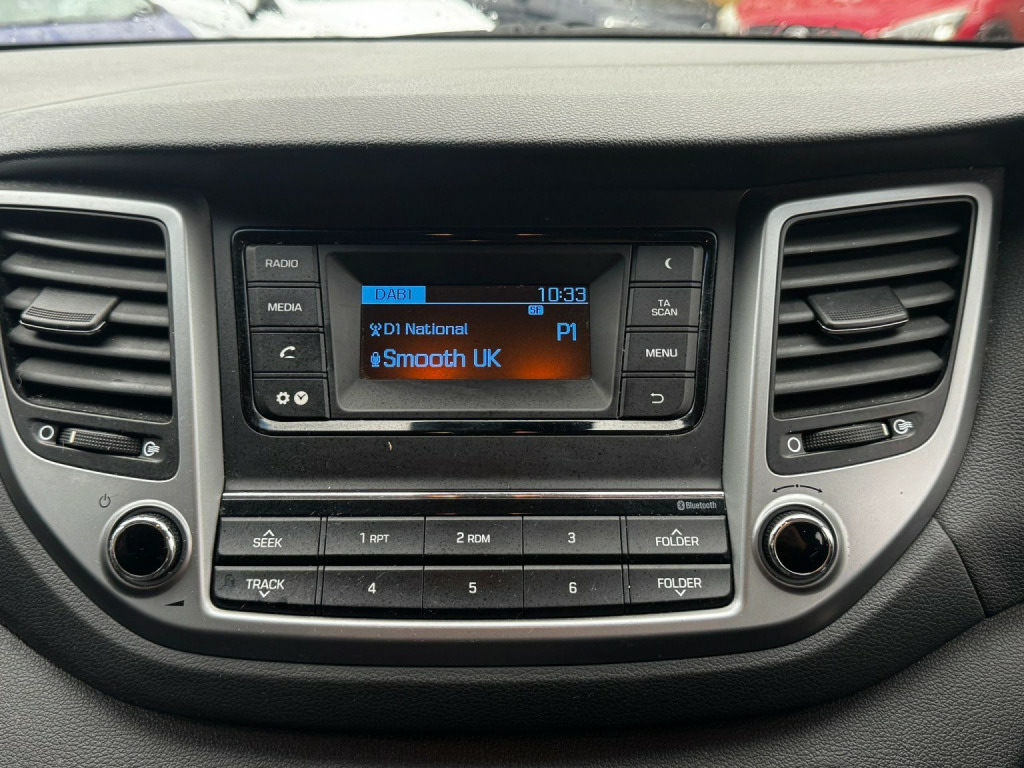 RADIO
MEDIA
DAB1 10:33
SF
D1 National P1
Smooth UK
TA
SCAN
MENU
Bluetooth
SEEK
1 RPT
2 RDM
3
FOLDER
TRACK
4
5
6
FOLDER